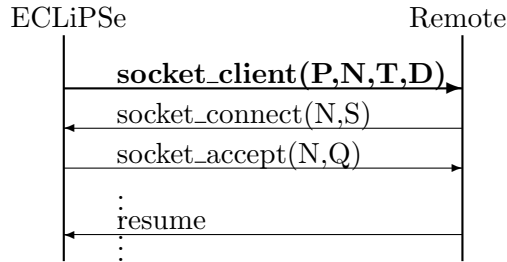 ECLiPSe Remote
socket_client(P,N,T,D)
socket_connect(N,S)
socket_accept(N,Q)
resume